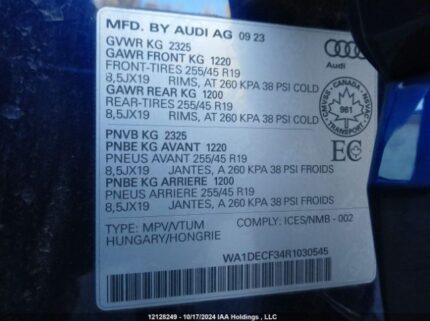 MFD. BY AUDI AG 09 23
GVWR KG 2325
GAWR FRONT KG 1220
FRONT-TIRES 255/45 R19
8,5JX19 RIMS, AT 260 KPA 38 PSI COLD
GAWR REAR KG 1200
REAR-TIRES 255/45 R19
8,5JX19 RIMS, AT 260 KPA 38 PSI COLD
Audi
CMVSS - CANADA - NSVAC
961
TRANSPORT
EC
PNVB KG 2325
PNBE KG AVANT 1220
PNEUS AVANT 255/45 R19
8,5JX19 JANTES, A 260 KPA 38 PSI FROIDS
PNBE KG ARRIERE 1200
PNEUS ARRIERE 255/45 R19
8,5JX19 JANTES, A 260 KPA 38 PSI FROIDS
TYPE: MPV/VTUM COMPLY: ICES/NMB - 002
HUNGARY/HONGRIE
WA1DECF34R1030545
12128249 - 10/17/2024 IAA Holdings , LLC